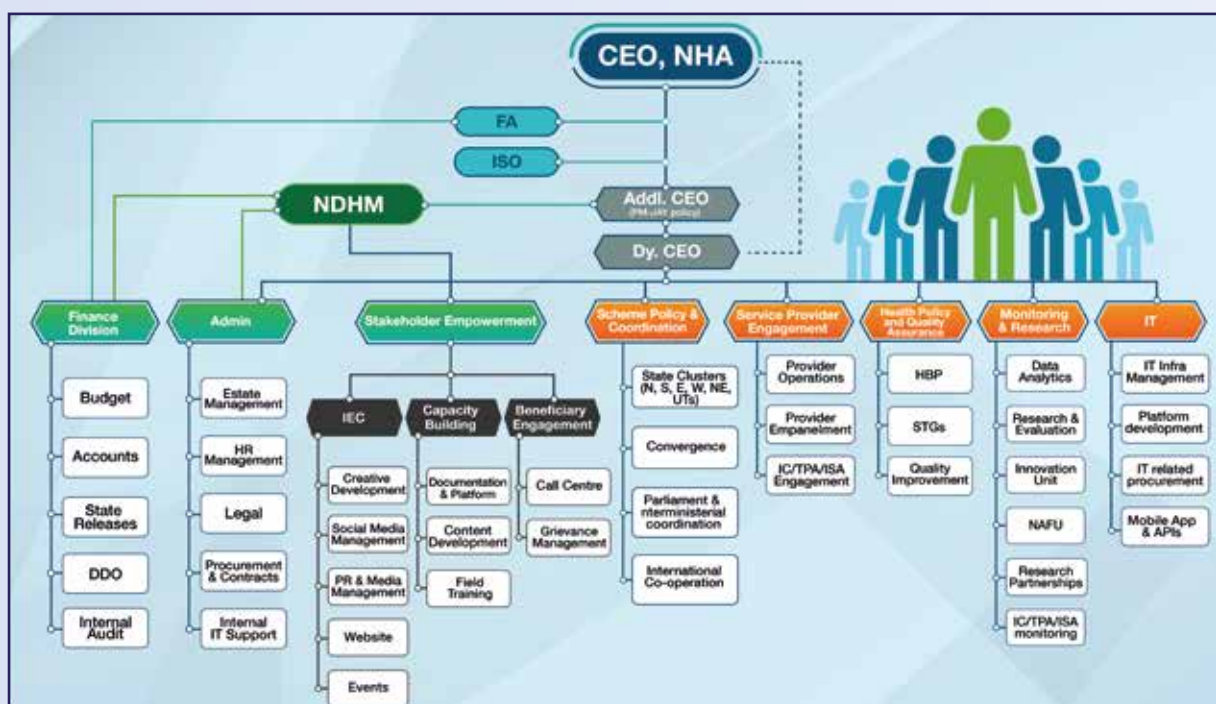 CEO, NHA
FA
ISO
NDHM
Addl. CEO
(PM-JAY policy)
Dy. CEO
Finance
Division
Budget
Accounts
State
Releases
DDO
Internal
Audit
Admin
Estate
Management
HR
Management
Legal
Procurement
& Contracts
Internal
IT Support
Stakeholder Empowerment
IEC
Creative
Development
Social Media
Management
PR & Media
Management
Website
Events
Capacity
Building
Documentation
& Platform
Content
Development
Field
Training
Beneficiary
Engagement
Call Centre
Grievance
Management
Scheme Policy &
Coordination
State Clusters
(N, S, E, W, NE,
UTs)
Convergence
Parliament &
nterministerial
coordination
International
Co-operation
Service Provider
Engagement
Provider
Operations
Provider
Empanelment
IC/TPA/ISA
Engagement
Health Policy
and Quality
Assurance
HBP
STGs
Quality
Improvement
Monitoring
& Research
Data
Analytics
Research &
Evaluation
Innovation
Unit
NAFU
Research
Partnerships
IC/TPA/ISA
monitoring
IT
IT Infra
Management
Platform
development
IT related
procurement
Mobile App
& APIs